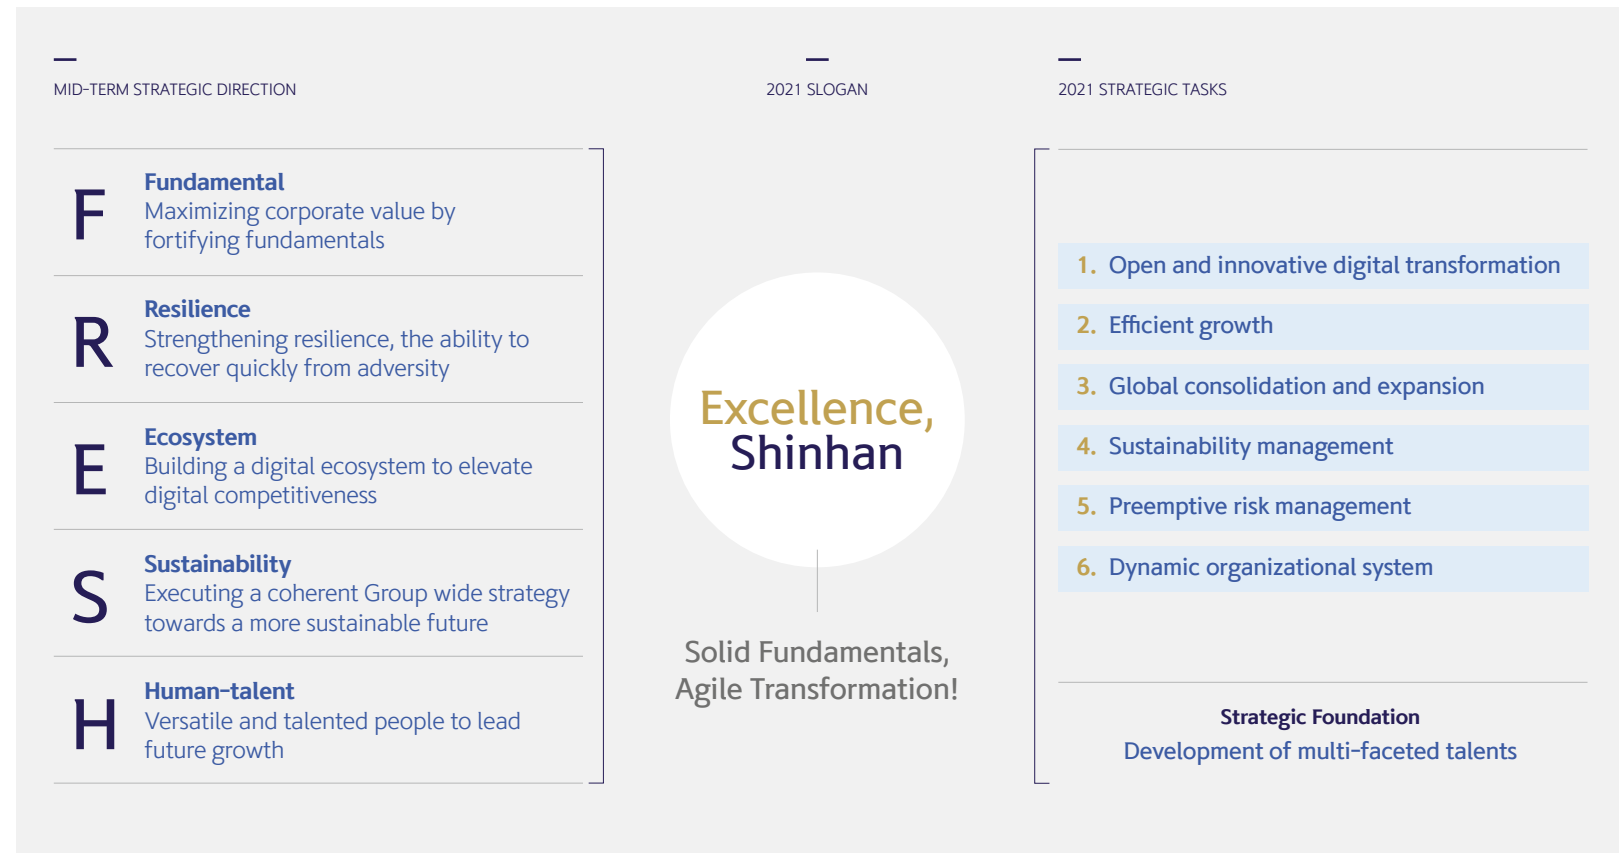 MID-TERM STRATEGIC DIRECTION
F
Fundamental
Maximizing corporate value by
fortifying fundamentals
R
Resilience
Strengthening resilience, the ability to
recover quickly from adversity
E
Ecosystem
Building a digital ecosystem to elevate
digital competitiveness
S
Sustainability
Executing a coherent Group wide strategy
towards a more sustainable future
H
Human-talent
Versatile and talented people to lead
future growth
2021 SLOGAN
Excellence,
Shinhan
Solid Fundamentals,
Agile Transformation!
2021 STRATEGIC TASKS
1. Open and innovative digital transformation
2. Efficient growth
3. Global consolidation and expansion
4. Sustainability management
5. Preemptive risk management
6. Dynamic organizational system
Strategic Foundation
Development of multi-faceted talents